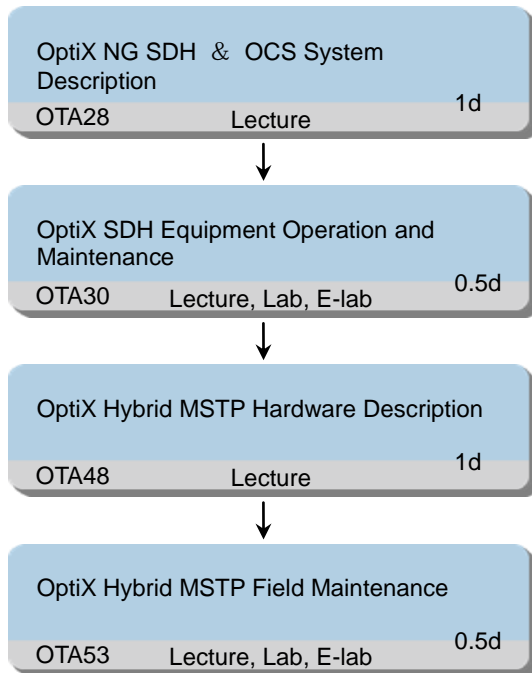 OptiX NG SDH & OCS System
Description
1d
OTA28 Lecture
OptiX SDH Equipment Operation and
Maintenance
0.5d
OTA30 Lecture, Lab, E-lab
OptiX Hybrid MSTP Hardware Description
1d
OTA48 Lecture
OptiX Hybrid MSTP Field Maintenance
0.5d
OTA53 Lecture, Lab, E-lab